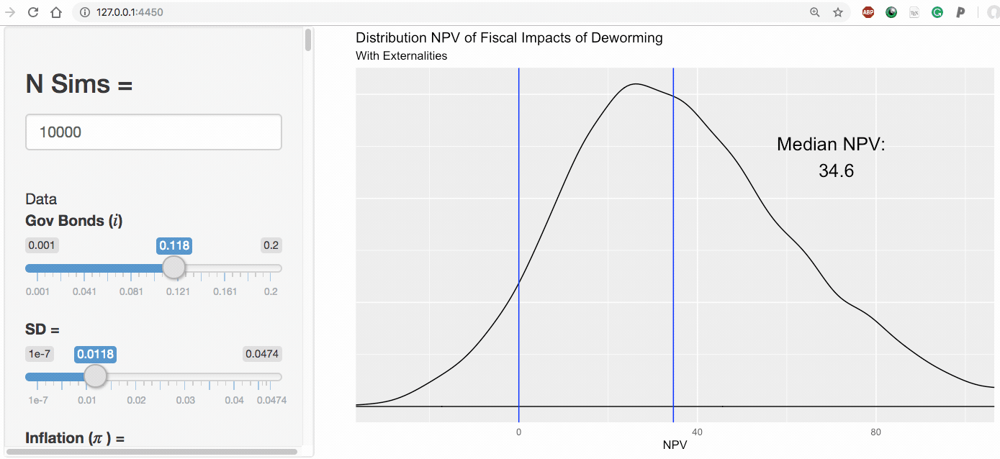 127.0.0.1:4450
ABP
N Sims =
10000
Data
Gov Bonds (i)
0.001 0.118 0.2
0.001 0.041 0.081 0.121 0.161 0.2
SD =
1e-7 0.0118 0.0474
1e-7 0.01 0.02 0.03 0.04 0.0474
Inflation (π ) =
Distribution NPV of Fiscal Impacts of Deworming
With Externalities
Median NPV:
34.6
0 40 80
NPV